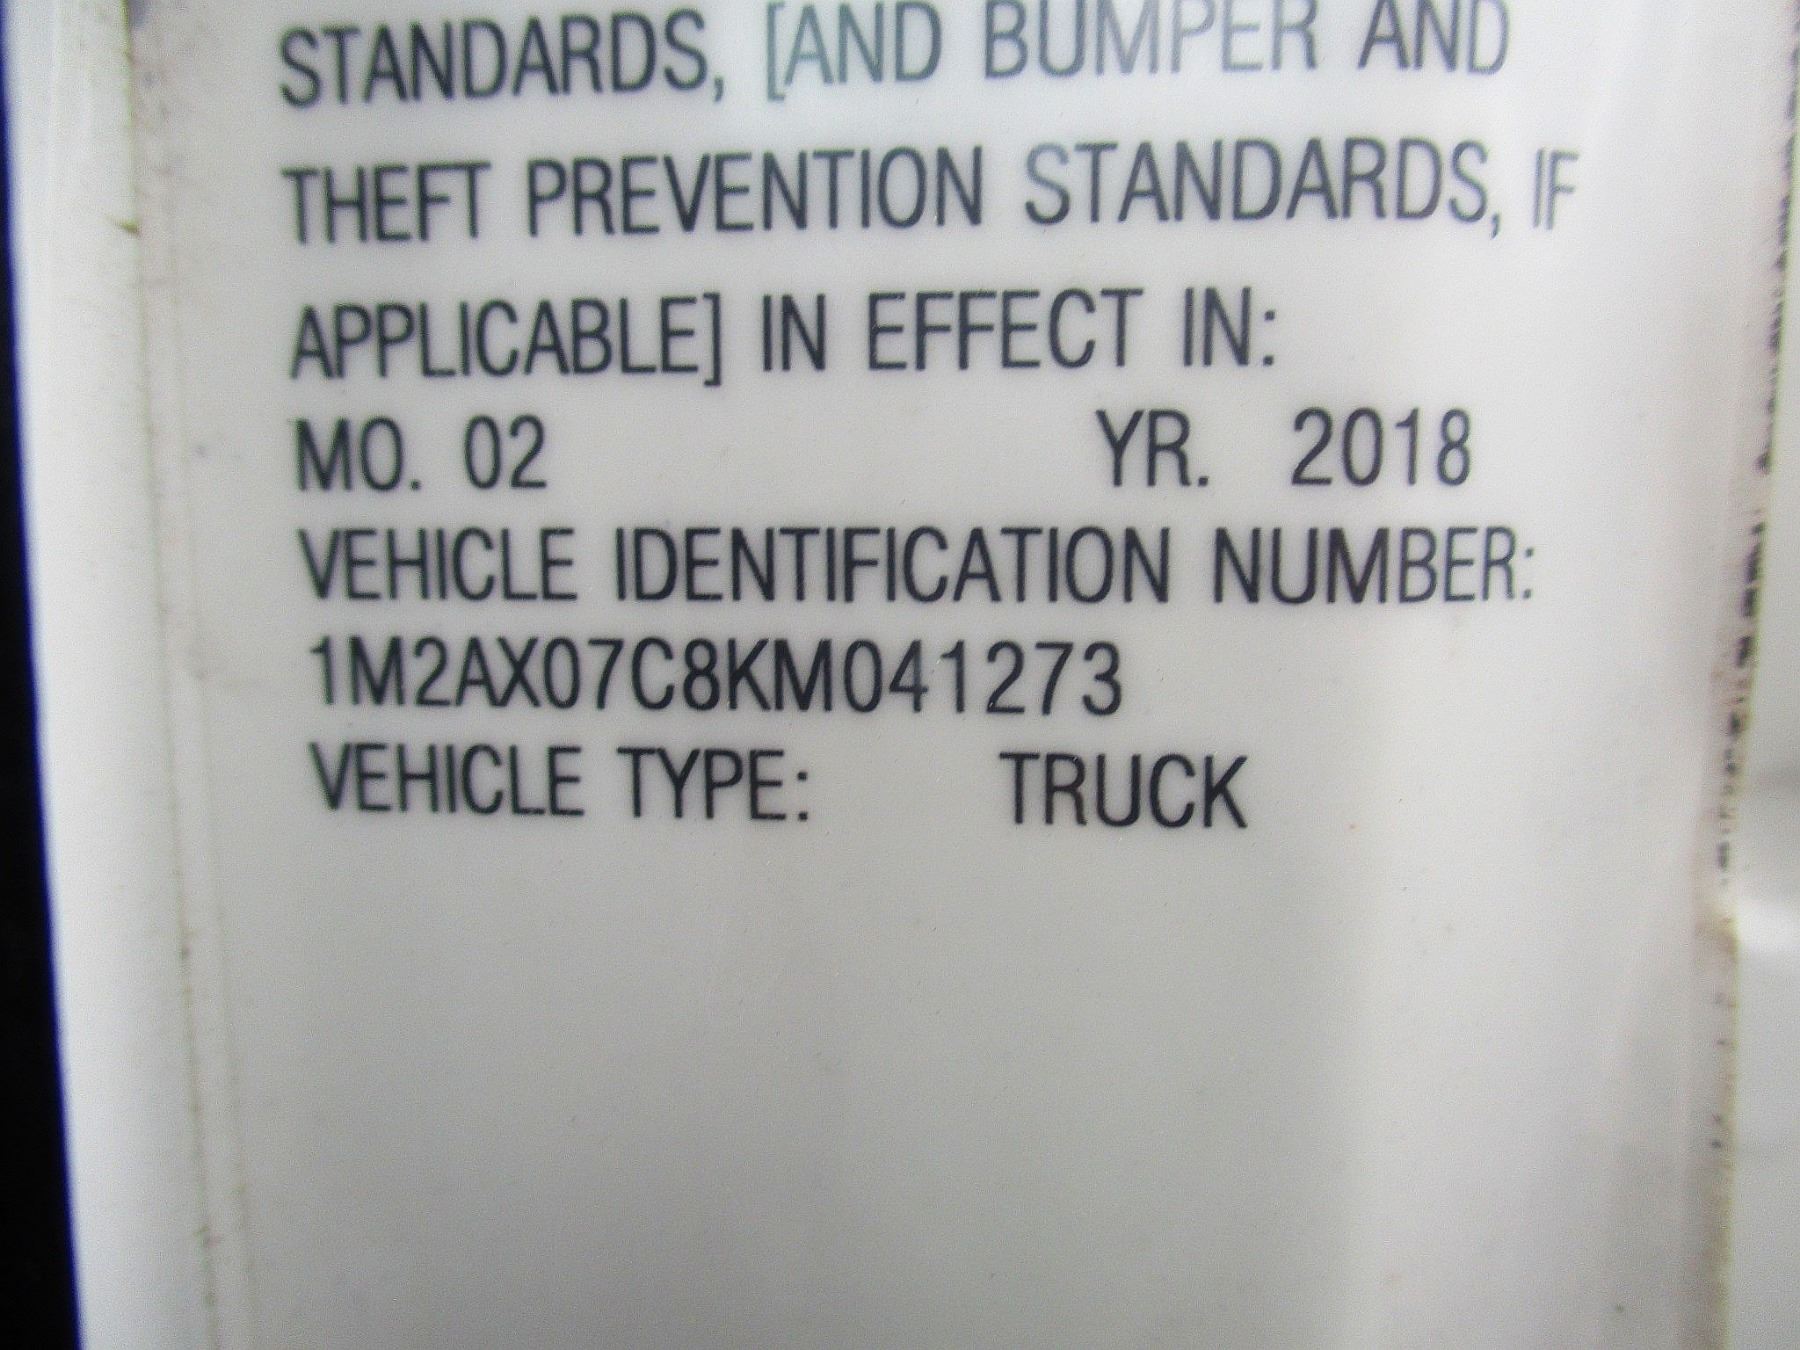 STANDARDS, [AND BUMPER AND
THEFT PREVENTION STANDARDS, IF
APPLICABLE] IN EFFECT IN:
MO. 02 YR. 2018
VEHICLE IDENTIFICATION NUMBER:
1M2AX07C8KM041273
VEHICLE TYPE: TRUCK